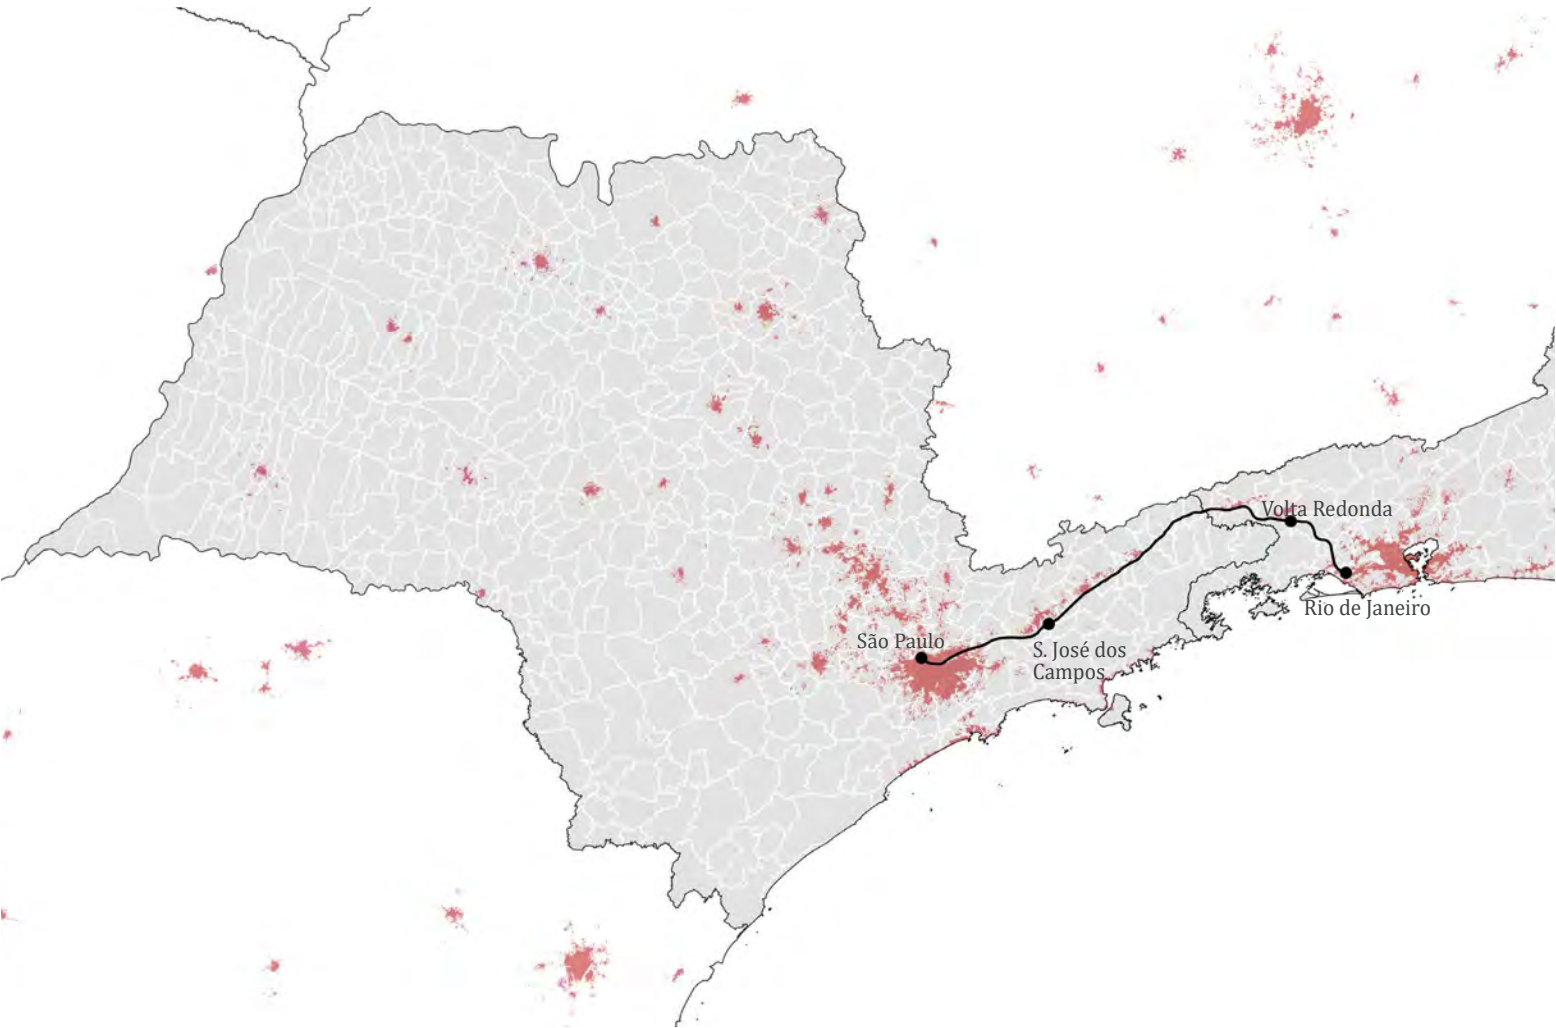 Volta Redonda
Rio de Janeiro
São Paulo
S. José dos
Campos